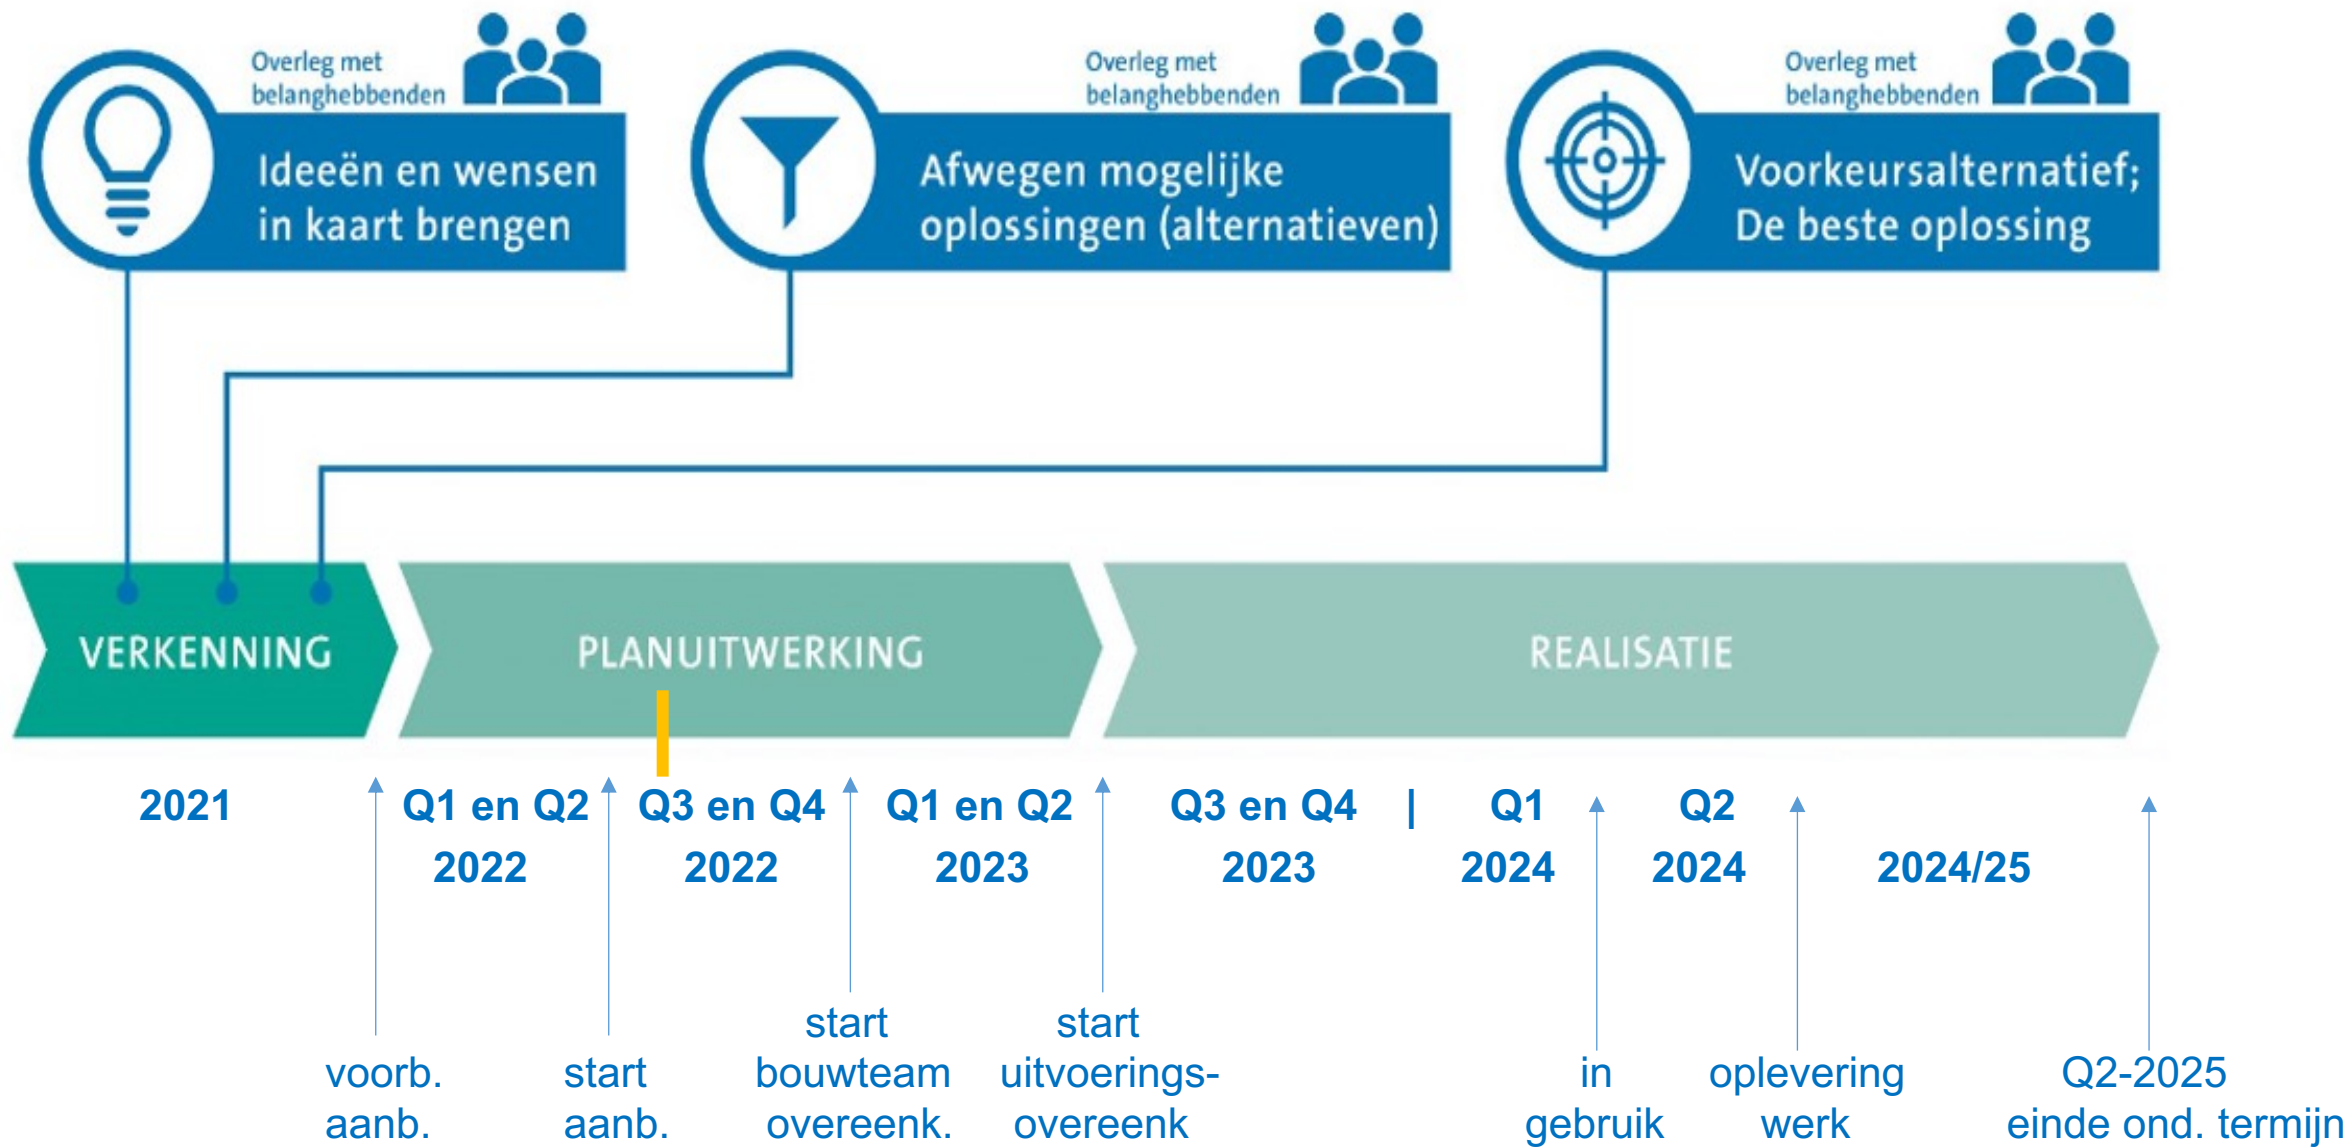 Overleg met
belanghebbenden
Ideeën en wensen
in kaart brengen
Overleg met
belanghebbenden
Afwegen mogelijke
oplossingen (alternatieven)
Overleg met
belanghebbenden
Voorkeursalternatief;
De beste oplossing
VERKENNING
PLANUITWERKING
REALISATIE
2021
Q1 en Q2
2022
Q3 en Q4
2022
Q1 en Q2
2023
Q3 en Q4
2023
|
Q1
2024
Q2
2024
2024/25
voorb.
aanb.
start
aanb.
start
bouwteam
overeenk.
start
uitvoerings-
overeenk
in
gebruik
oplevering
werk
Q2-2025
einde ond. termijn